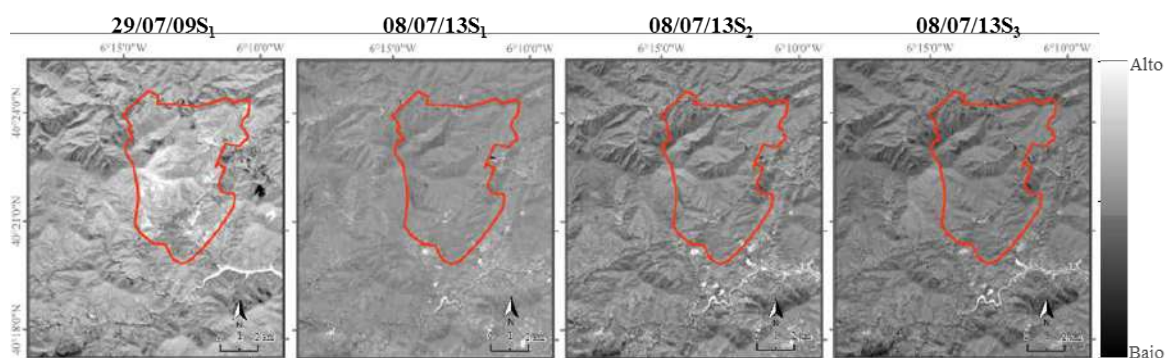 29/07/09S₁ 08/07/13S₁ 08/07/13S₂ 08/07/13S₃
6°15'0"W 6°10'0"W 6°15'0"W 6°10'0"W 6°15'0"W 6°10'0"W 6°15'0"W 6°10'0"W
Alto
40°24'0"N
40°21'0"N
40°18'0"N
N N N N
Bajo